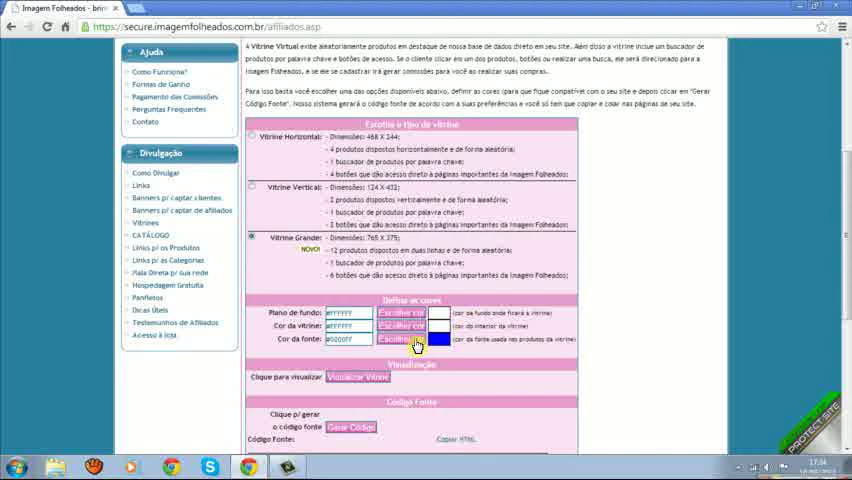 Imagem Folheados - brin
https://secure.imagemfolheados.com.br/afiliados.asp
Ajuda
Como Funciona?
Formas de Ganho
Pagamento das Comissões
Perguntas Frequentes
Contato
Divulgação
Como Divulgar
Links
Banners p/ captar clientes
Banners p/ captar de afiliados
Vitrines
CATÁLOGO
Links p/ os Produtos
Links p/ as Categorias
Mala Direta p/ sua rede
Hospedagem Gratuita
Panfletos
Dicas Úteis
Testemunhos de Afiliados
Acesso à loja
A Vitrine Virtual exibe aleatoriamente produtos em destaque de nossa base de dados direto em seu site. Além disso a vitrine inclue um buscador de
produtos por palavra chave e botões de acesso. Se o cliente clicar em um dos produtos, botões ou realizar uma busca, ele será direcionado para a
Imagem Folheados, e se ele se cadastrar irá gerar comissões para você ao realizar suas compras.
Para isso basta você escolher uma das opções disponíveis abaixo, definir as cores (para que fique compatível com o seu site e depois clicar em "Gerar
Código Fonte". Nosso sistema gerará o código fonte de acordo com a suas preferências e você só tem que copiar e colar nas páginas de seu site.
Escolha o tipo de vitrine
Vitrine Horizontal: - Dimensões: 468 X 244;
- 4 produtos dispostos horizontalmente e de forma aleatória;
- 1 buscador de produtos por palavra chave;
- 4 botões que dão acesso direto à páginas importantes da Imagem Folheados;
Vitrine Vertical: - Dimensões: 124 X 432;
- 2 produtos dispostos verticalmente e de forma aleatória;
- 1 buscador de produtos por palavra chave;
- 2 botões que dão acesso direto à páginas importantes da Imagem Folheados;
Vitrine Grande: - Dimensões: 765 X 375;
NOVO! - 12 produtos dispostos em duas linhas e de forma aleatória;
- 1 buscador de produtos por palavra chave;
- 6 botões que dão acesso direto à páginas importantes da Imagem Folheados;
Definir as cores
Plano de fundo: #FFFFFF Escolher cor (cor de fundo onde ficará a vitrine)
Cor da vitrine: #FFFFFF Escolher cor (cor do interior da vitrine)
Cor da fonte: #0200FF Escolher (cor da fonte usada nos produtos da vitrine)
Visualização
Clique para visualizar Visualizar Vitrine
Código Fonte
Clique p/ gerar
o código fonte Gerar Código
Código Fonte: Copiar HTML
PROTECT SITE
17:34